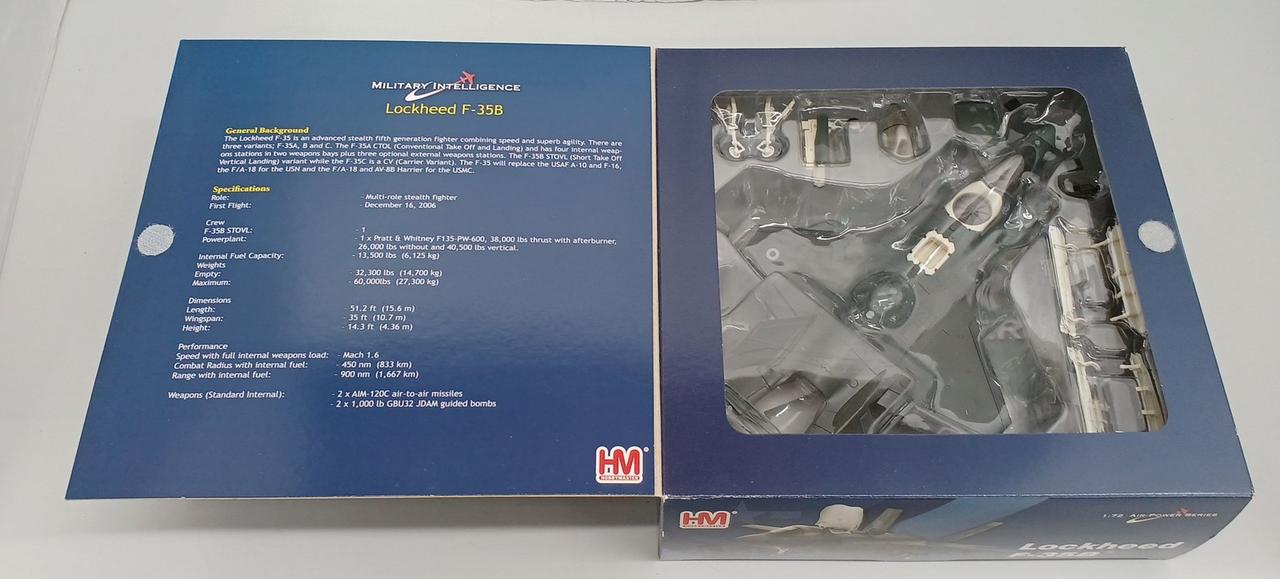 MILITARY INTELLIGENCE
Lockheed F-35B
General Background
The Lockheed F-35 is an advanced stealth fifth generation fighter combining speed and superb agility. There are
three variants; F-35A, B and C. The F-35A CTOL (Conventional Take Off and Landing) and has four internal weap-
ons stations in two weapons bays plus three optional external weapons stations. The F-35B STOVL (Short Take Off
Vertical Landing) variant while the F-35C is a CV (Carrier Variant). The F-35 will replace the USAF A-10 and F-16,
the F/A-18 for the USN and the F/A-18 and AV-8B Harrier for the USMC.
Specifications
Role: - Multi-role stealth fighter
First Flight: - December 16, 2006
Crew
F-35B STOVL: - 1
Powerplant: - 1 x Pratt & Whitney F135-PW-600, 38,000 lbs thrust with afterburner,
26,000 lbs without and 40,500 lbs vertical.
Internal Fuel Capacity: - 13,500 lbs (6,125 kg)
Weights
Empty: - 32,300 lbs (14,700 kg)
Maximum: - 60,000lbs (27,300 kg)
Dimensions
Length: - 51.2 ft (15.6 m)
Wingspan: - 35 ft (10.7 m)
Height: - 14.3 ft (4.36 m)
Performance
Speed with full internal weapons load: - Mach 1.6
Combat Radius with internal fuel: - 450 nm (833 km)
Range with internal fuel: - 900 nm (1,667 km)
Weapons (Standard Internal): - 2 x AIM-120C air-to-air missiles
- 2 x 1,000 lb GBU32 JDAM guided bombs
HM
HOBBYMASTER
HM
1:72 AIR POWER SERIES
Lockheed
F-35B